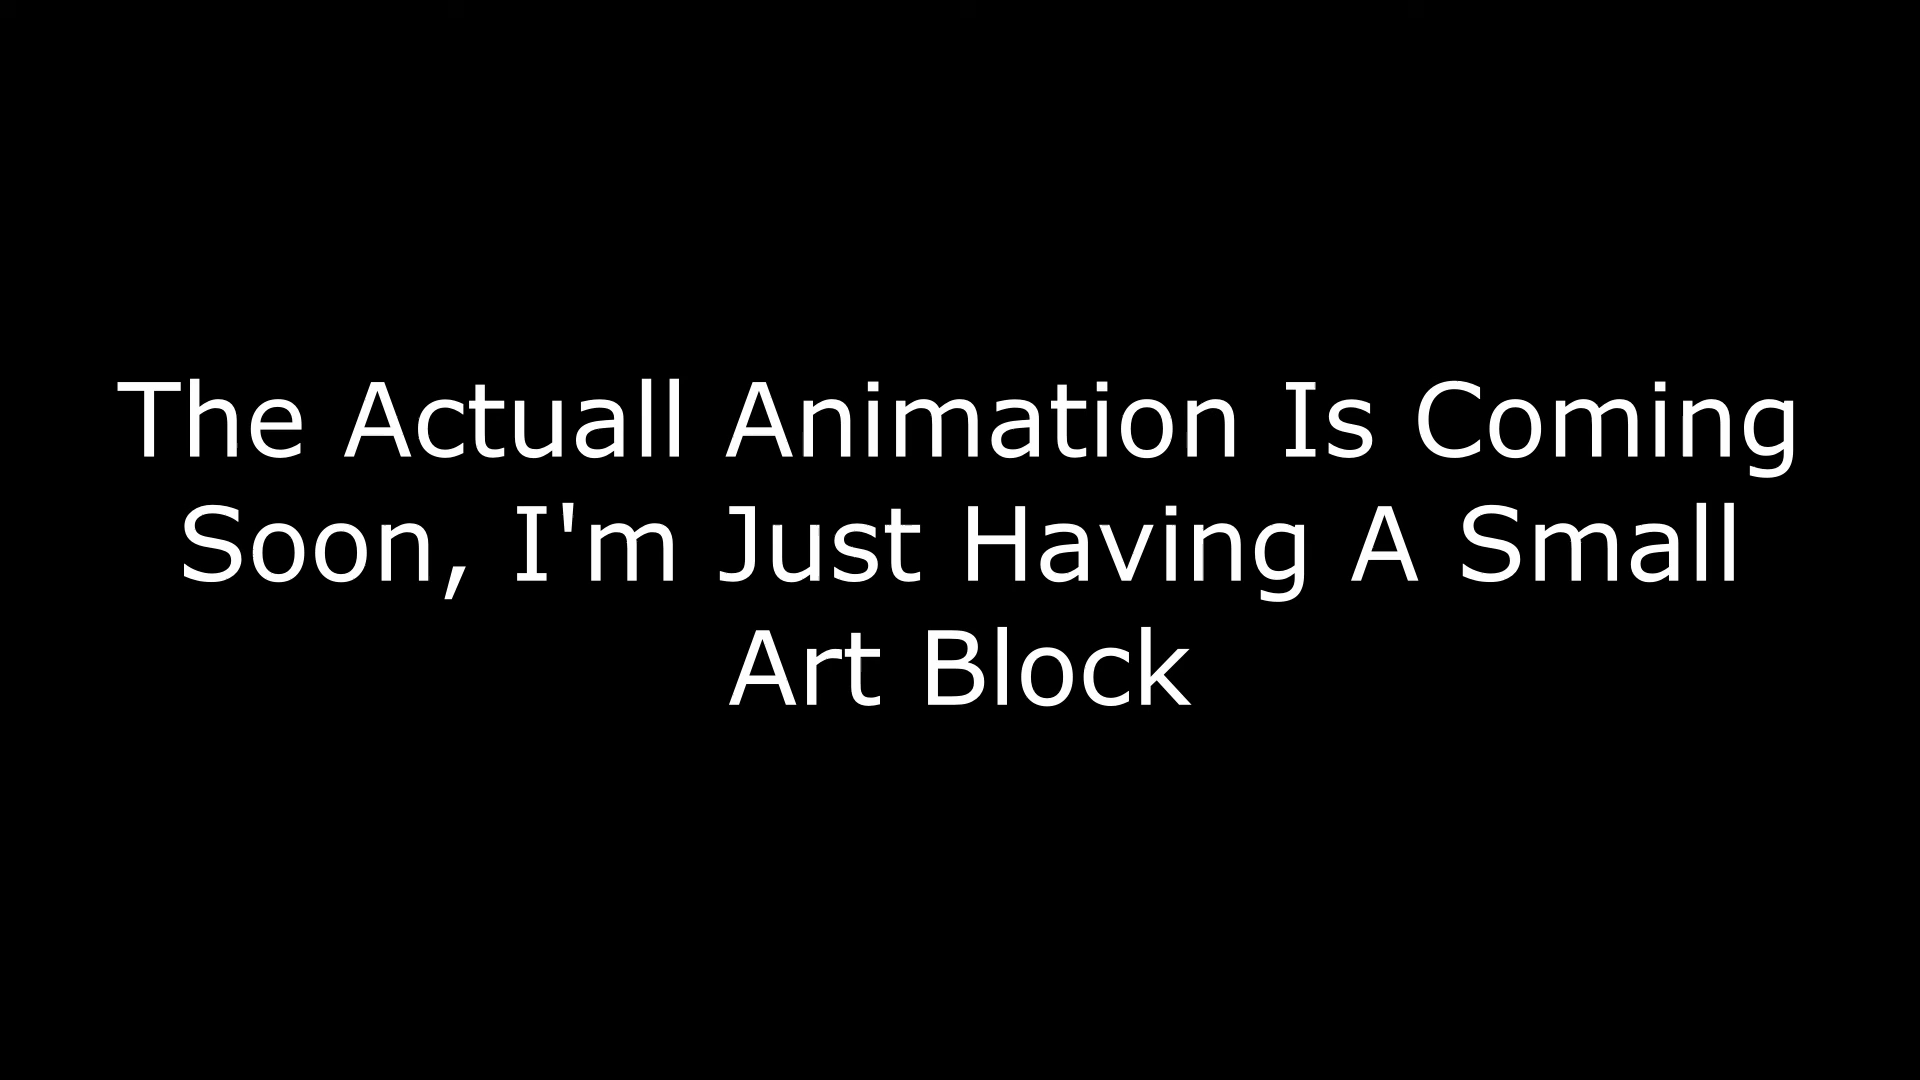 The Actuall Animation Is Coming
Soon, I'm Just Having A Small
Art Block